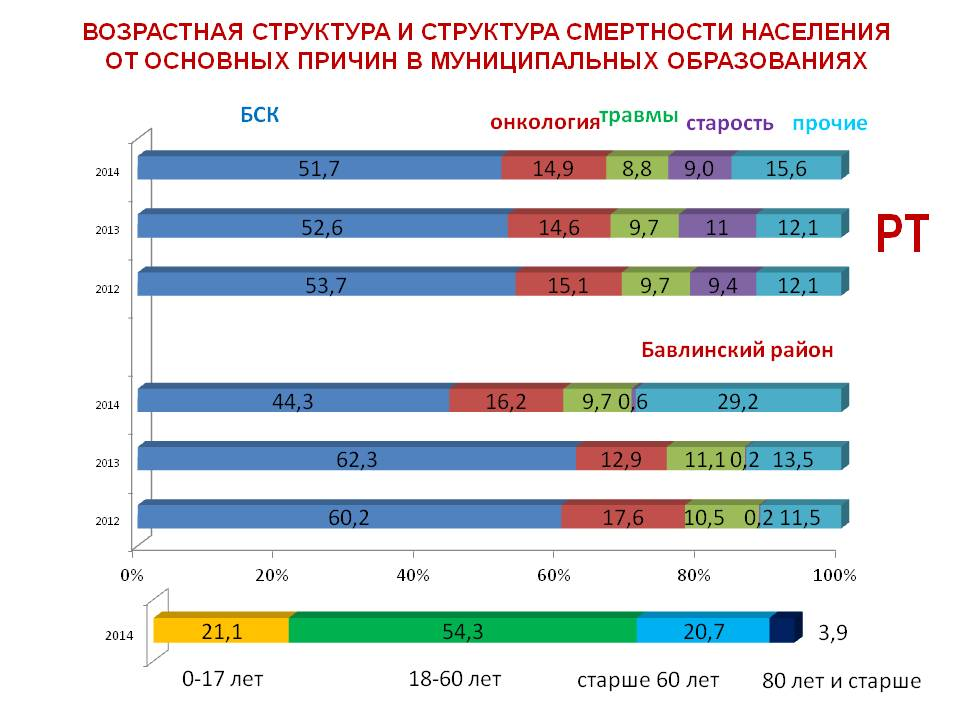 ВОЗРАСТНАЯ СТРУКТУРА И СТРУКТУРА СМЕРТНОСТИ НАСЕЛЕНИЯ
ОТ ОСНОВНЫХ ПРИЧИН В МУНИЦИПАЛЬНЫХ ОБРАЗОВАНИЯХ
БСК онкология травмы старость прочие
2014 51,7 14,9 8,8 9,0 15,6
2013 52,6 14,6 9,7 11 12,1
РТ
2012 53,7 15,1 9,7 9,4 12,1
Бавлинский район
2014 44,3 16,2 9,7 0,6 29,2
2013 62,3 12,9 11,1 0,2 13,5
2012 60,2 17,6 10,5 0,2 11,5
0% 20% 40% 60% 80% 100%
2014 21,1 54,3 20,7 3,9
0-17 лет 18-60 лет старше 60 лет 80 лет и старше